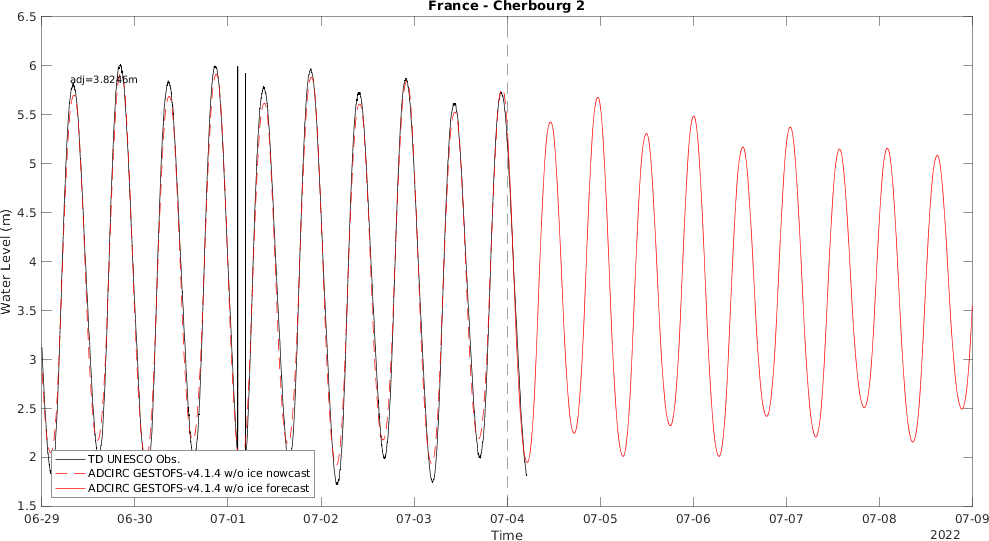 France - Cherbourg 2
6.5
6
5.5
5
4.5
4
3.5
3
2.5
2
1.5
Water Level (m)
adj=3.8246m
TD UNESCO Obs.
ADCIRC GESTOFS-v4.1.4 w/o ice nowcast
ADCIRC GESTOFS-v4.1.4 w/o ice forecast
06-29 06-30 07-01 07-02 07-03 07-04 07-05 07-06 07-07 07-08 07-09
Time
2022